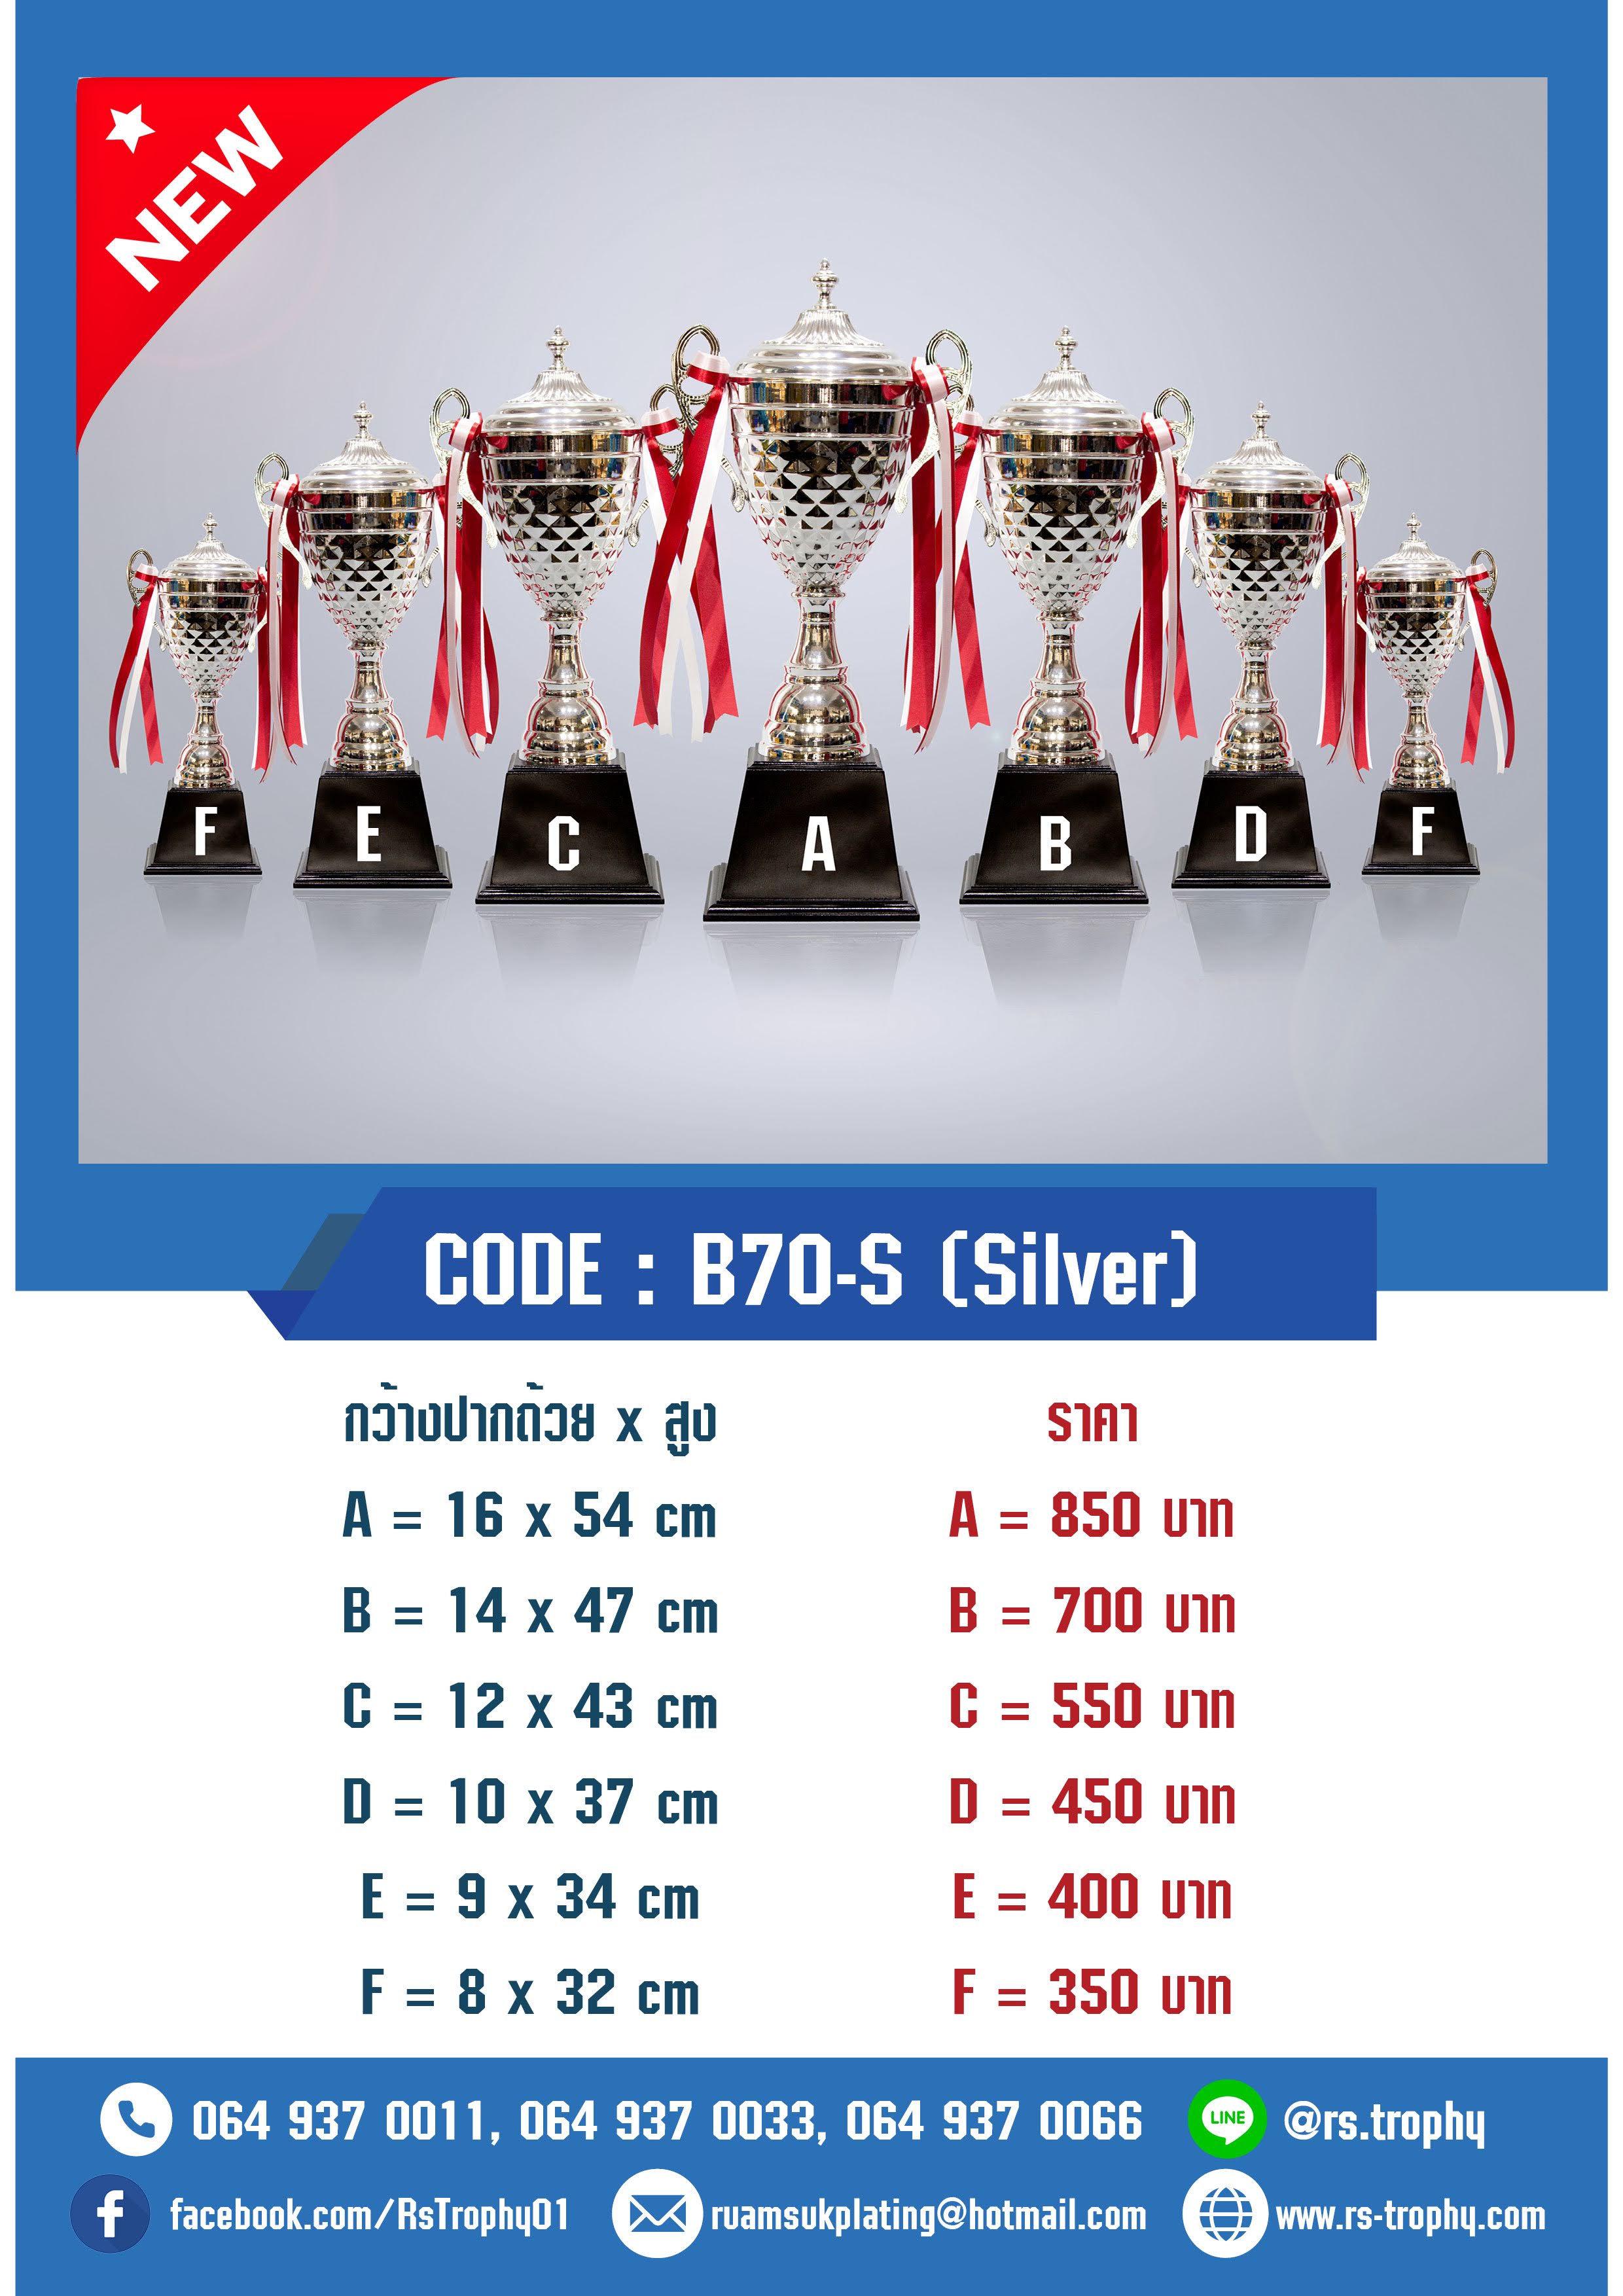 NEW
F E C A B D F
CODE : B70-S (Silver)
กว้างปากถ้วย x สูง ราคา
A = 16 x 54 cm A = 850 บาท
B = 14 x 47 cm B = 700 บาท
C = 12 x 43 cm C = 550 บาท
D = 10 x 37 cm D = 450 บาท
E = 9 x 34 cm E = 400 บาท
F = 8 x 32 cm F = 350 บาท
064 937 0011, 064 937 0033, 064 937 0066 LINE @rs.trophy
f facebook.com/RsTrophy01 ruamsukplating@hotmail.com www.rs-trophy.com